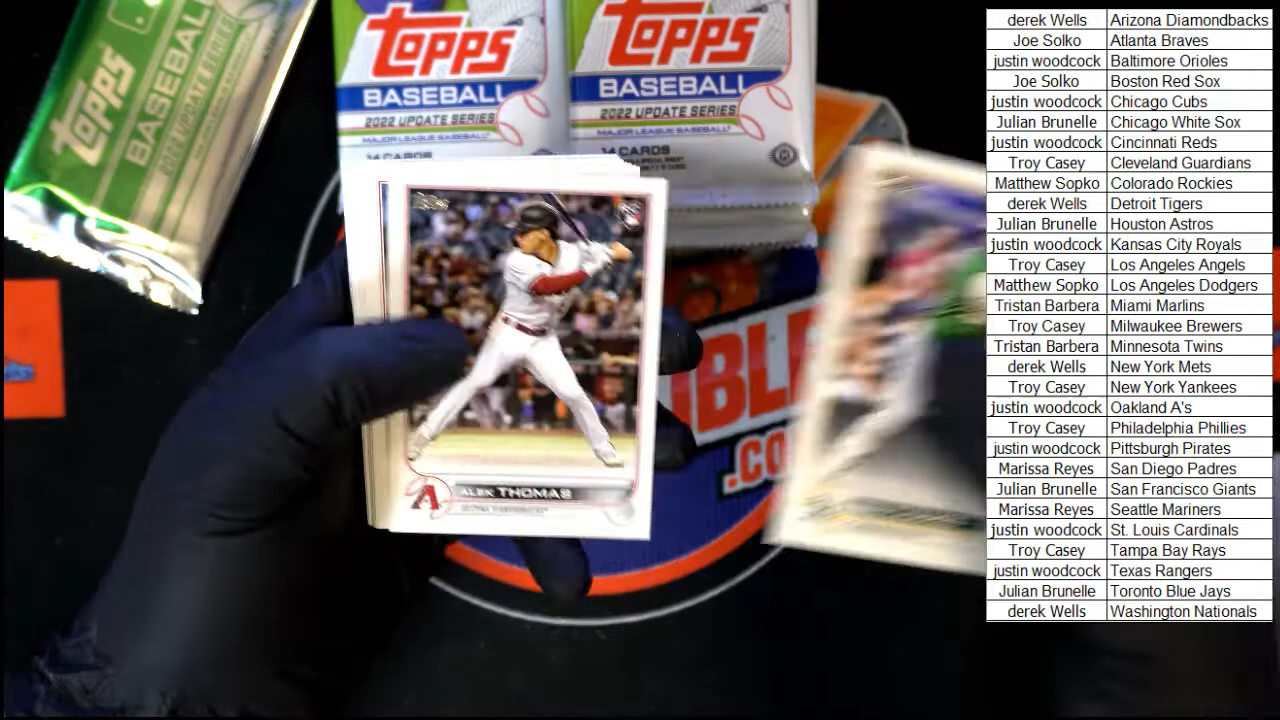 TOPPS
BASEBALL
UPDATE SERIES
TOPPS
BASEBALL
2022 UPDATE SERIES
MAJOR LEAGUE BASEBALL
14 CARDS
TOPPS
BASEBALL
2022 UPDATE SERIES
MAJOR LEAGUE BASEBALL
14 CARDS
RC
ALEK THOMAS
IBLE
.CO
derek Wells Arizona Diamondbacks
Joe Solko Atlanta Braves
justin woodcock Baltimore Orioles
Joe Solko Boston Red Sox
justin woodcock Chicago Cubs
Julian Brunelle Chicago White Sox
justin woodcock Cincinnati Reds
Troy Casey Cleveland Guardians
Matthew Sopko Colorado Rockies
derek Wells Detroit Tigers
Julian Brunelle Houston Astros
justin woodcock Kansas City Royals
Troy Casey Los Angeles Angels
Matthew Sopko Los Angeles Dodgers
Tristan Barbera Miami Marlins
Troy Casey Milwaukee Brewers
Tristan Barbera Minnesota Twins
derek Wells New York Mets
Troy Casey New York Yankees
justin woodcock Oakland A's
Troy Casey Philadelphia Phillies
justin woodcock Pittsburgh Pirates
Marissa Reyes San Diego Padres
Julian Brunelle San Francisco Giants
Marissa Reyes Seattle Mariners
justin woodcock St. Louis Cardinals
Troy Casey Tampa Bay Rays
justin woodcock Texas Rangers
Julian Brunelle Toronto Blue Jays
derek Wells Washington Nationals